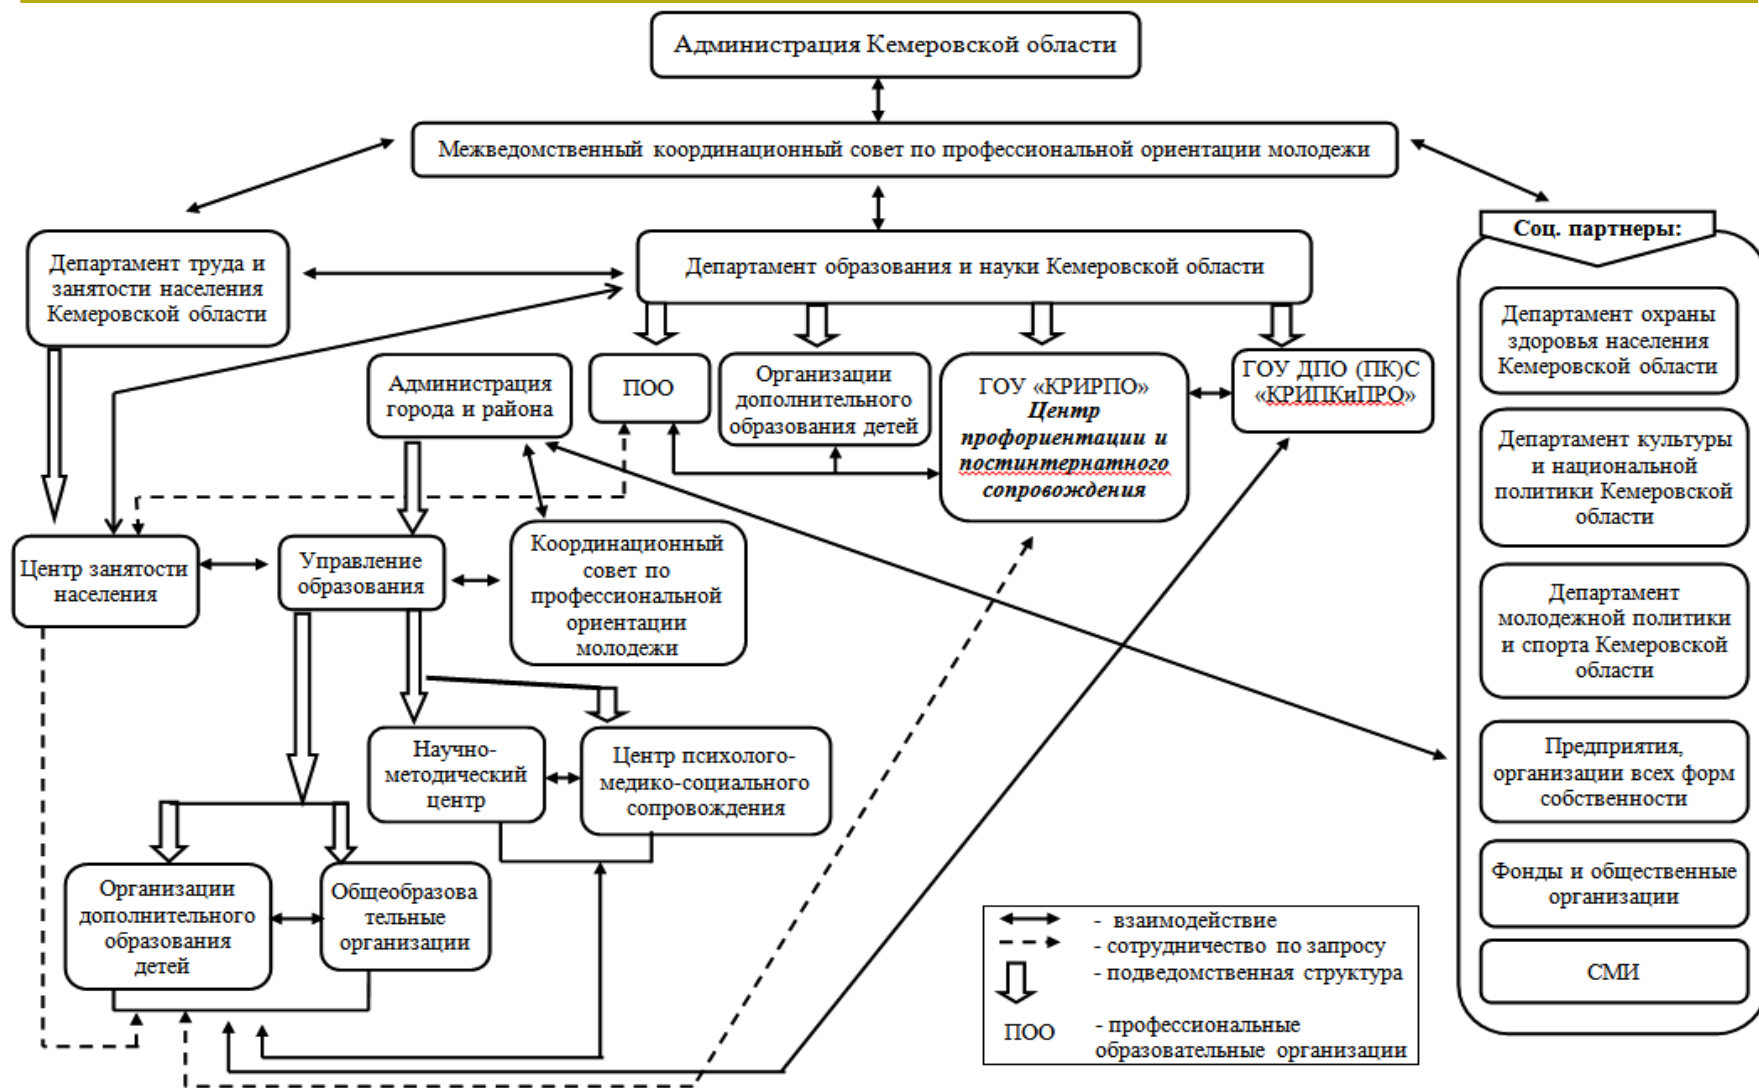 Администрация Кемеровской области
Межведомственный координационный совет по профессиональной ориентации молодежи
Департамент труда и
занятости населения
Кемеровской области
Департамент образования и науки Кемеровской области
Соц. партнеры:
Департамент охраны
здоровья населения
Кемеровской области
Департамент культуры
и национальной
политики Кемеровской
области
Департамент
молодежной политики
и спорта Кемеровской
области
Предприятия,
организации всех форм
собственности
Фонды и общественные
организации
СМИ
Администрация
города и района
ПОО
Организации
дополнительного
образования детей
ГОУ «КРИРПО»
Центр
профориентации и
постинтернатного
сопровождения
ГОУ ДПО (ПК)С
«КРИПКиПРО»
Центр занятости
населения
Управление
образования
Координационный
совет по
профессиональной
ориентации
молодежи
Научно-
методический
центр
Центр психолого-
медико-социального
сопровождения
Организации
дополнительного
образования
детей
Общеобразова
тельные
организации
- взаимодействие
- сотрудничество по запросу
- подведомственная структура
ПОО - профессиональные
образовательные организации